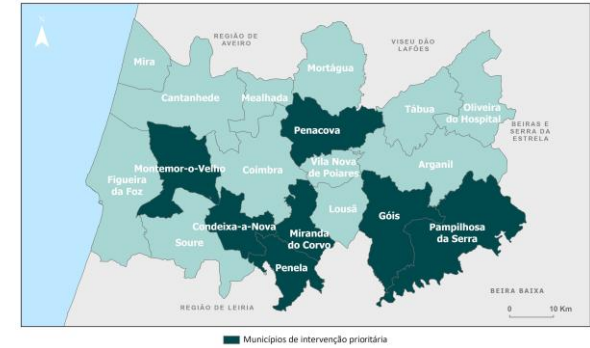 REGIÃO DE
AVEIRO
VISEU DÃO
LAFÕES
Mira
Mortágua
Cantanhede
Mealhada
Tábua
Oliveira
do Hospital
Penacova
BEIRAS E
SERRA DA
ESTRELA
Montemor-o-Velho
Coimbra
Vila Nova
de Poiares
Arganil
Figueira
da Foz
Lousã
Góis
Condeixa-a-Nova
Miranda
do Corvo
Pampilhosa
da Serra
Soure
Penela
BEIRA BAIXA
REGIÃO DE LEIRIA
0 10 Km
Municípios de intervenção prioritária